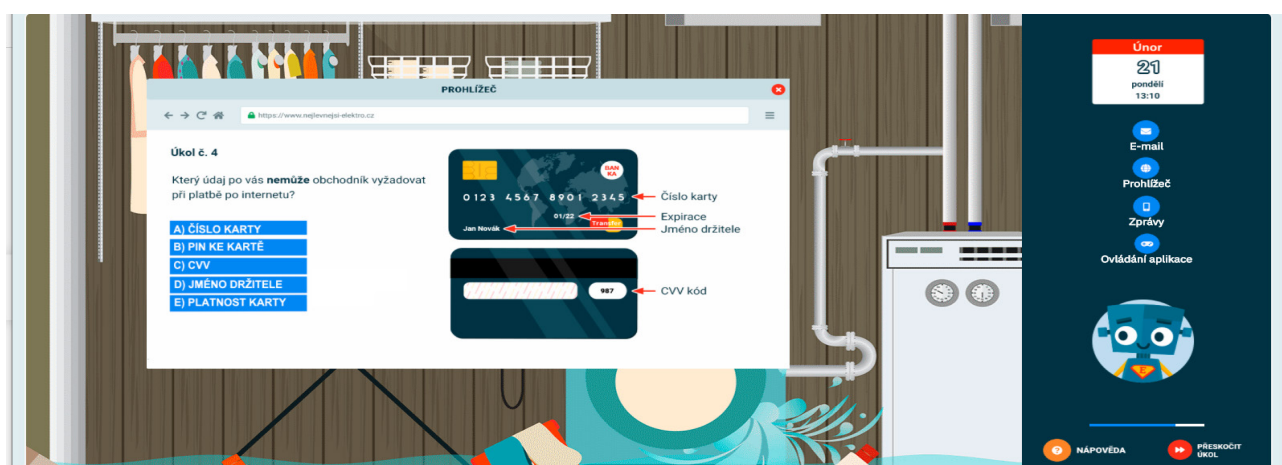 Únor
21
pondělí
13:10
PROHLÍŽEČ
https://www.nejlevnejsi-elektro.cz
Úkol č. 4
Který údaj po vás nemůže obchodník vyžadovat
při platbě po internetu?
A) ČÍSLO KARTY
B) PIN KE KARTĚ
C) CVV
D) JMÉNO DRŽITELE
E) PLATNOST KARTY
BAN
KA
0123 4567 8901 2345
01/22
Jan Novák
Číslo karty
Expirace
Jméno držitele
987
CVV kód
E-mail
Prohlížeč
Zprávy
Ovládání aplikace
E
NÁPOVĚDA
PŘESKOČIT
ÚKOL